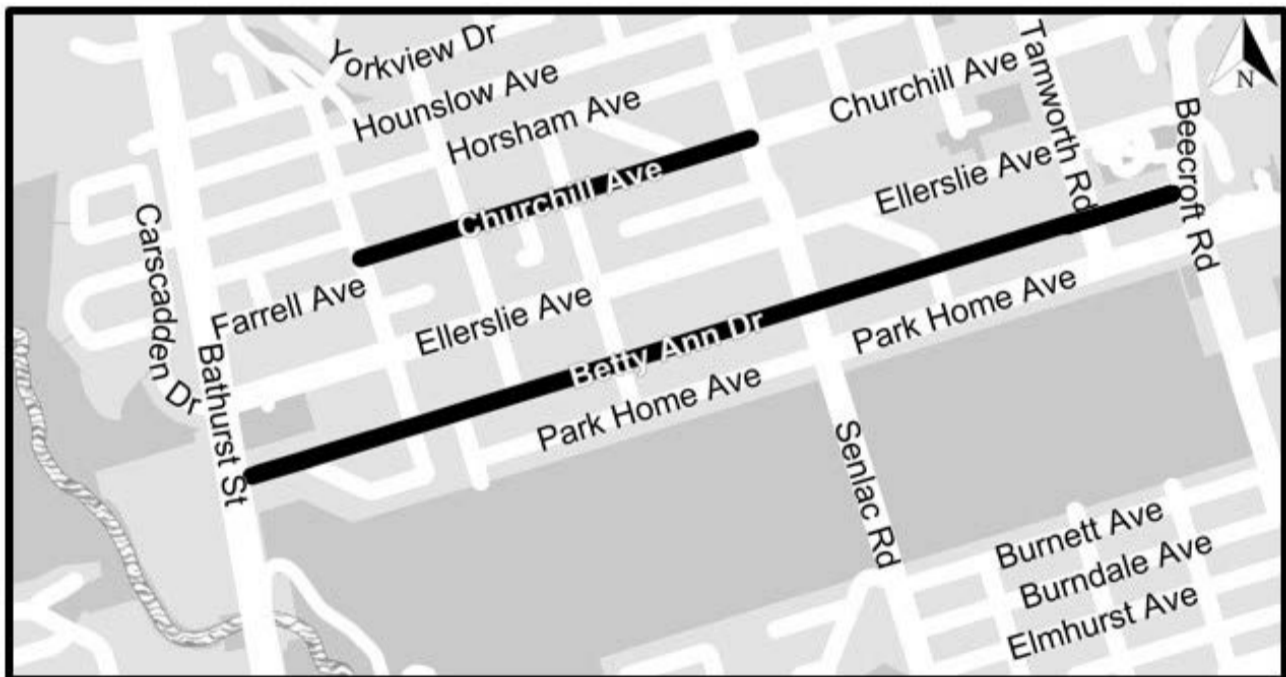 Yorkview Dr
Hounslow Ave
Horsham Ave
Churchill Ave
Tamworth Rd
Beecroft Rd
N
Churchill Ave
Ellerslie Ave
Carscadden Dr
Farrell Ave
Bathurst St
Ellerslie Ave
Betty Ann Dr
Park Home Ave
Park Home Ave
Senlac Rd
Burnett Ave
Burndale Ave
Elmhurst Ave